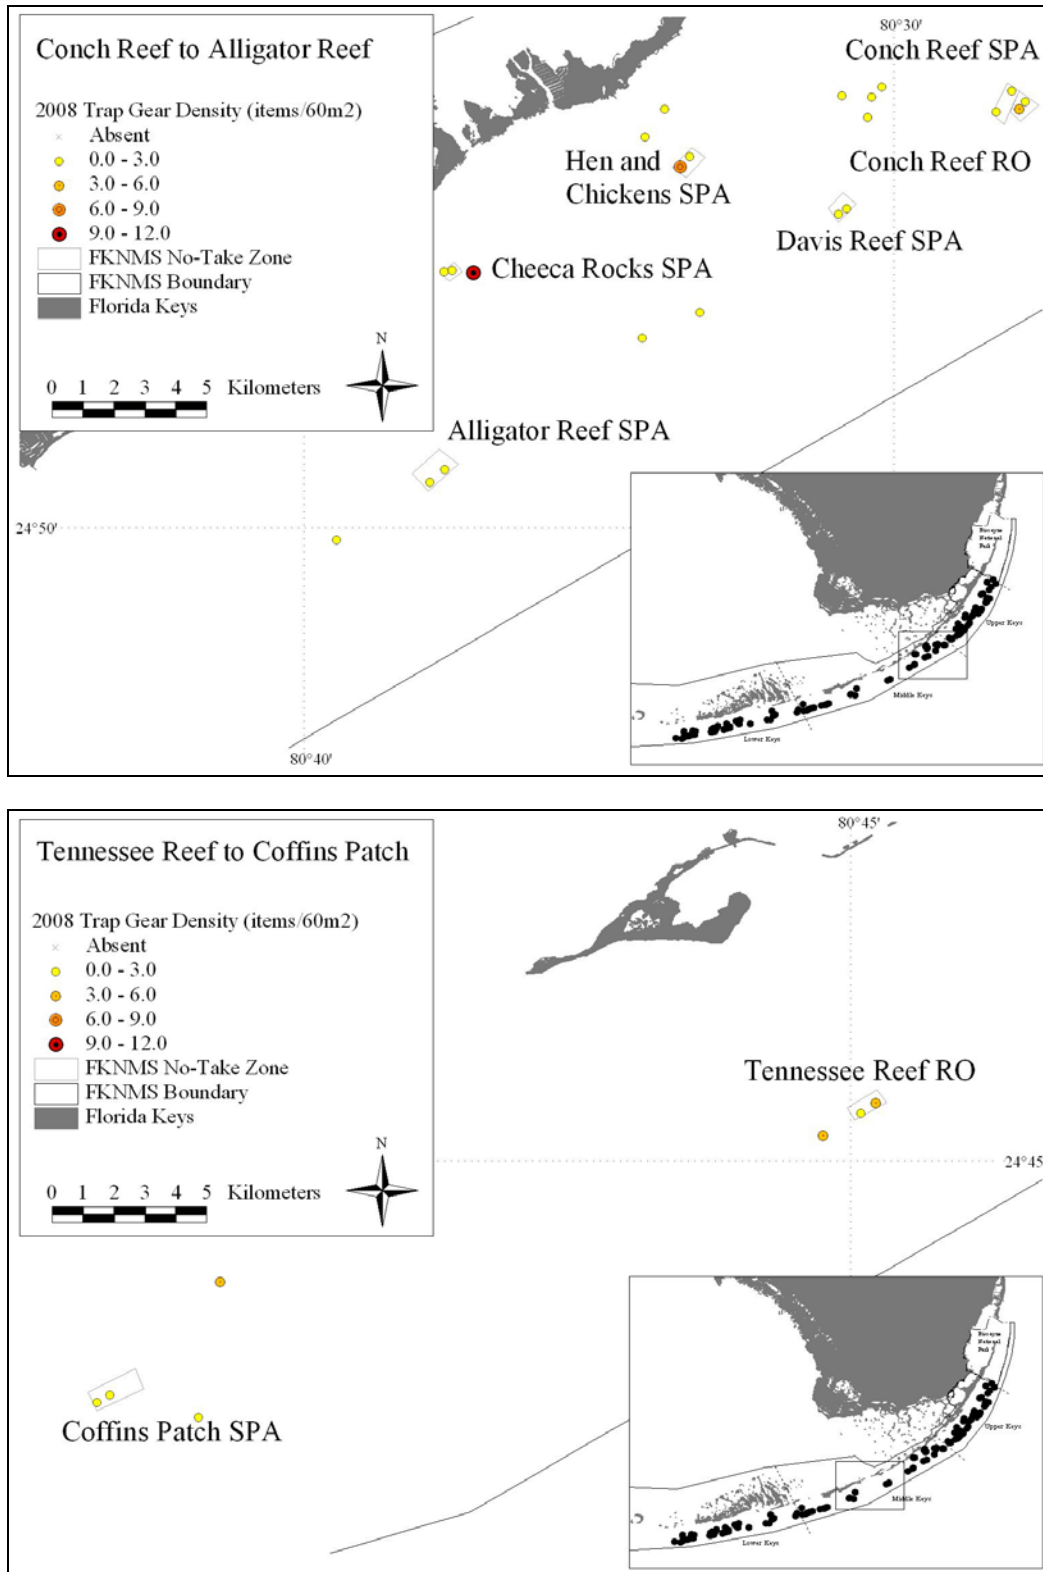 Conch Reef to Alligator Reef
2008 Trap Gear Density (items/60m2)
Absent
0.0 - 3.0
3.0 - 6.0
6.0 - 9.0
9.0 - 12.0
FKNMS No-Take Zone
FKNMS Boundary
Florida Keys
N
0 1 2 3 4 5 Kilometers
80°30'
Conch Reef SPA
Hen and
Chickens SPA
Conch Reef RO
Davis Reef SPA
Cheeca Rocks SPA
Alligator Reef SPA
24°50'
80°40'
Biscayne
National
Park
Upper Keys
Middle Keys
Lower Keys
Tennessee Reef to Coffins Patch
2008 Trap Gear Density (items/60m2)
Absent
0.0 - 3.0
3.0 - 6.0
6.0 - 9.0
9.0 - 12.0
FKNMS No-Take Zone
FKNMS Boundary
Florida Keys
N
0 1 2 3 4 5 Kilometers
80°45'
Tennessee Reef RO
24°45'
Coffins Patch SPA
Biscayne
National
Park
Upper Keys
Middle Keys
Lower Keys